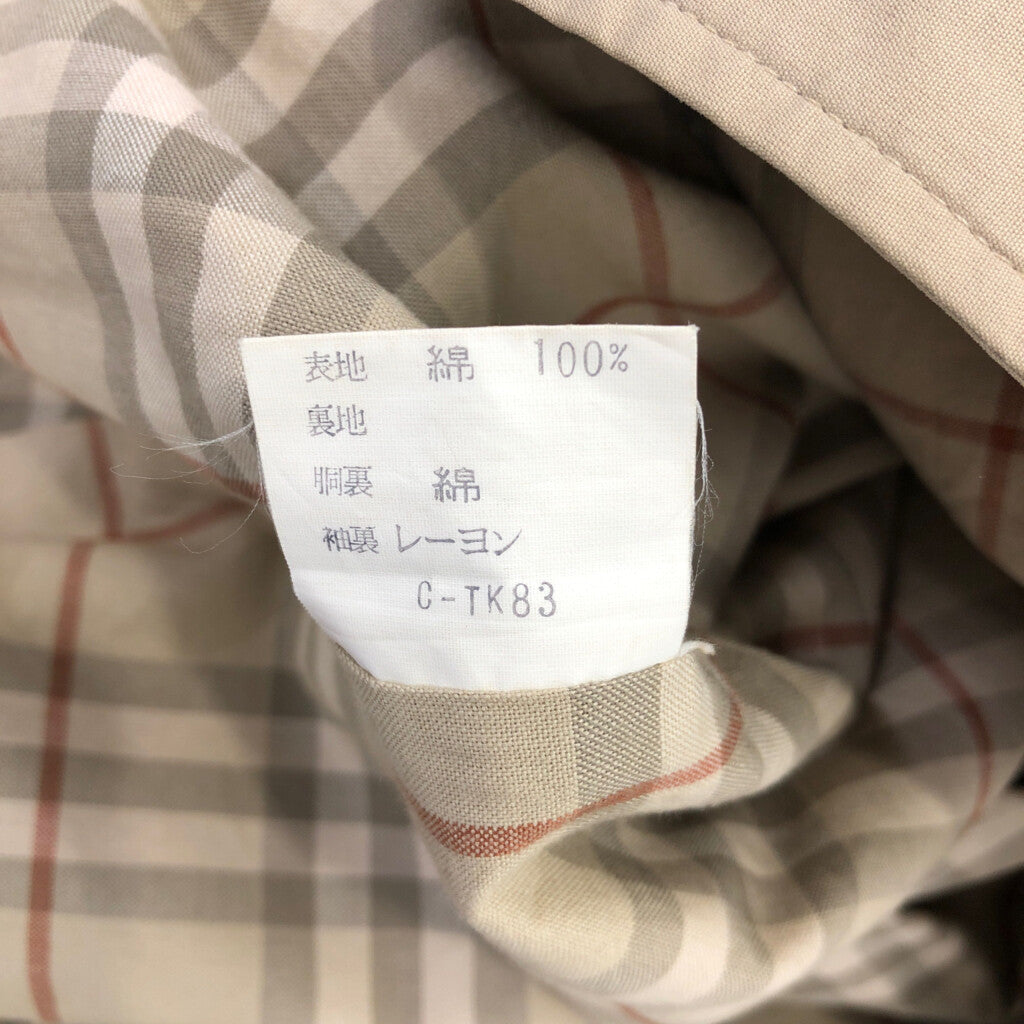 表地 綿 100%
裏地
胴裏 綿
袖裏 レーヨン
C-TK83